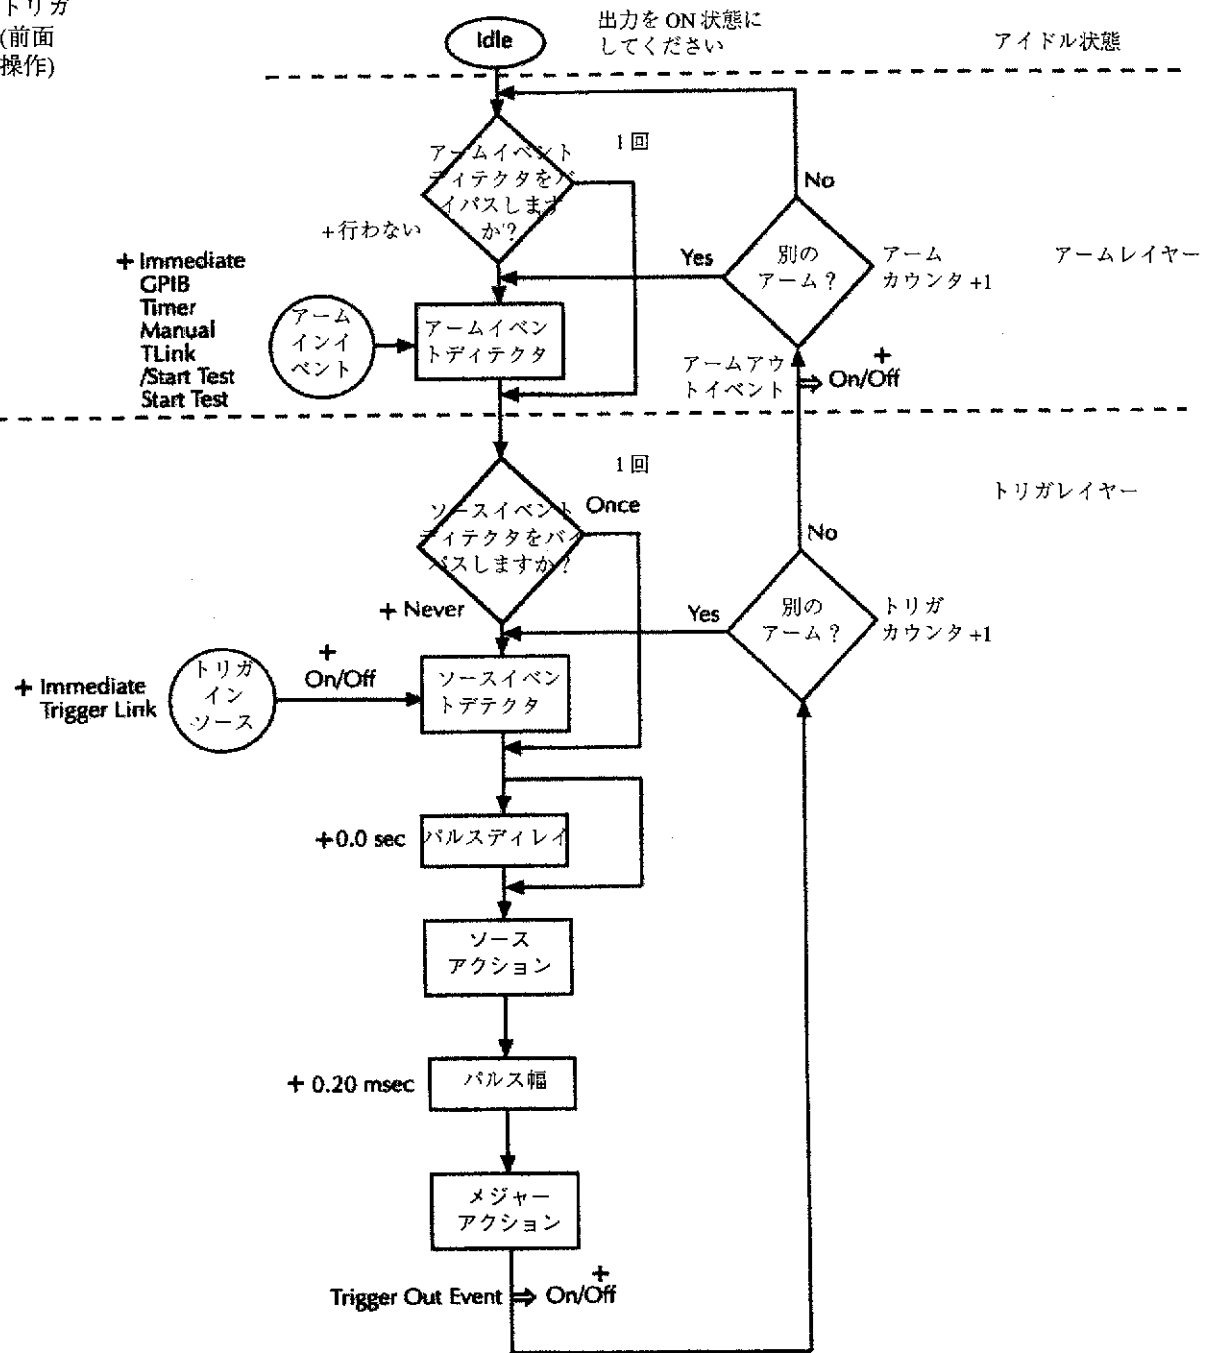 トリガ
(前面
操作)
Idle
出力を ON 状態に
してください
アイドル状態
アームイベント
ディテクタをバ
イパスします
か?
1回
+行わない
No
Yes
別の
アーム?
アーム
カウンタ +1
アームレイヤー
+ Immediate
GPIB
Timer
Manual
TLink
/Start Test
Start Test
アーム
インイ
ベント
アームイベン
トディテクタ
アームアウ
トイベント
+
On/Off
ソースイベント
ディテクタをバイ
パスしますか?
1回
Once
+ Never
トリガレイヤー
No
Yes
別の
アーム?
トリガ
カウンタ +1
+ Immediate
Trigger Link
トリガ
イン
ソース
+
On/Off
ソースイベン
トデテクタ
+0.0 sec
パルスディレイ
ソース
アクション
+ 0.20 msec
パルス幅
メジャー
アクション
Trigger Out Event
+
On/Off